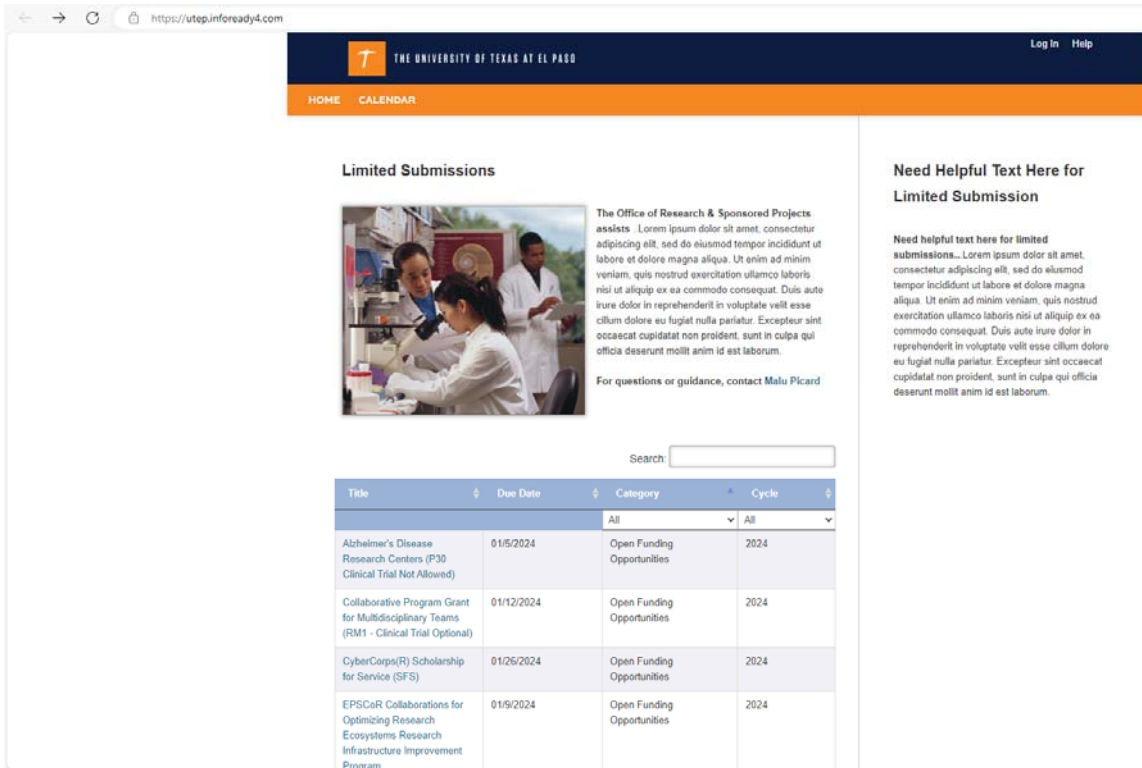 https://utep.infoready4.com
THE UNIVERSITY OF TEXAS AT EL PASO
Log In Help
HOME CALENDAR
Limited Submissions
The Office of Research & Sponsored Projects
assists . Lorem ipsum dolor sit amet, consectetur
adipiscing elit, sed do eiusmod tempor incididunt ut
labore et dolore magna aliqua. Ut enim ad minim
veniam, quis nostrud exercitation ullamco laboris
nisi ut aliquip ex ea commodo consequat. Duis aute
irure dolor in reprehenderit in voluptate velit esse
cillum dolore eu fugiat nulla pariatur. Excepteur sint
occaecat cupidatat non proident, sunt in culpa qui
officia deserunt mollit anim id est laborum.
For questions or guidance, contact Malu Picard
Need Helpful Text Here for
Limited Submission
Need helpful text here for limited
submissions... Lorem ipsum dolor sit amet,
consectetur adipiscing elit, sed do eiusmod
tempor incididunt ut labore et dolore magna
aliqua. Ut enim ad minim veniam, quis nostrud
exercitation ullamco laboris nisi ut aliquip ex ea
commodo consequat. Duis aute irure dolor in
reprehenderit in voluptate velit esse cillum dolore
eu fugiat nulla pariatur. Excepteur sint occaecat
cupidatat non proident, sunt in culpa qui officia
deserunt mollit anim id est laborum.
Search:
Title Due Date Category Cycle
All All
Alzheimer's Disease 01/5/2024 Open Funding 2024
Research Centers (P30 Opportunities
Clinical Trial Not Allowed)
Collaborative Program Grant 01/12/2024 Open Funding 2024
for Multidisciplinary Teams Opportunities
(RM1 - Clinical Trial Optional)
CyberCorps(R) Scholarship 01/26/2024 Open Funding 2024
for Service (SFS) Opportunities
EPSCoR Collaborations for 01/9/2024 Open Funding 2024
Optimizing Research Opportunities
Ecosystems Research
Infrastructure Improvement
Program